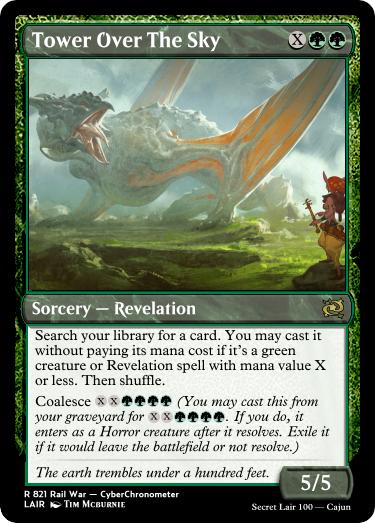 Tower Over The Sky X
Sorcery — Revelation
Search your library for a card. You may cast it
without paying its mana cost if it's a green
creature or Revelation spell with mana value X
or less. Then shuffle.
Coalesce X X (You may cast this from
your graveyard for X X . If you do, it
enters as a Horror creature after it resolves. Exile it
if it would leave the battlefield or not resolve.)
The earth trembles under a hundred feet.
5/5
R 821 Rail War — CyberChronometer
LAIR Tim McBurnie
Secret Lair 100 — Cajun